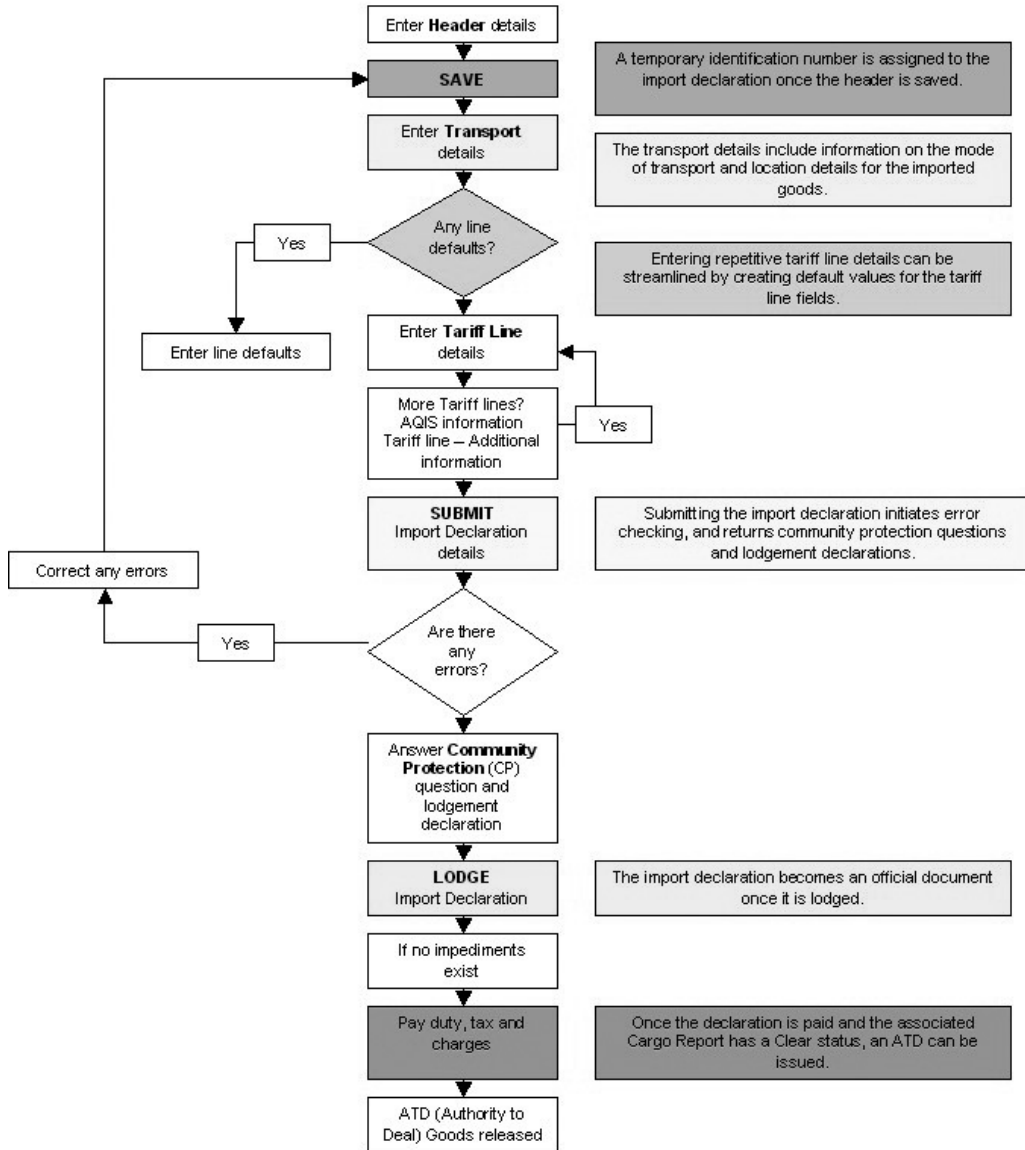 Enter Header details
SAVE
A temporary identification number is assigned to the
import declaration once the header is saved.
Enter Transport
details
The transport details include information on the mode
of transport and location details for the imported
goods.
Any line
defaults?
Yes
Entering repetitive tariff line details can be
streamlined by creating default values for the tariff
line fields.
Enter line defaults
Enter Tariff Line
details
More Tariff lines?
AQIS information
Tariff line – Additional
information
Yes
SUBMIT
Import Declaration
details
Submitting the import declaration initiates error
checking, and returns community protection questions
and lodgement declarations.
Correct any errors
Yes
Are there
any
errors?
Answer Community
Protection (CP)
question and
lodgement
declaration
LODGE
Import Declaration
The import declaration becomes an official document
once it is lodged.
If no impediments
exist
Pay duty, tax and
charges
Once the declaration is paid and the associated
Cargo Report has a Clear status, an ATD can be
issued.
ATD (Authority to
Deal) Goods released